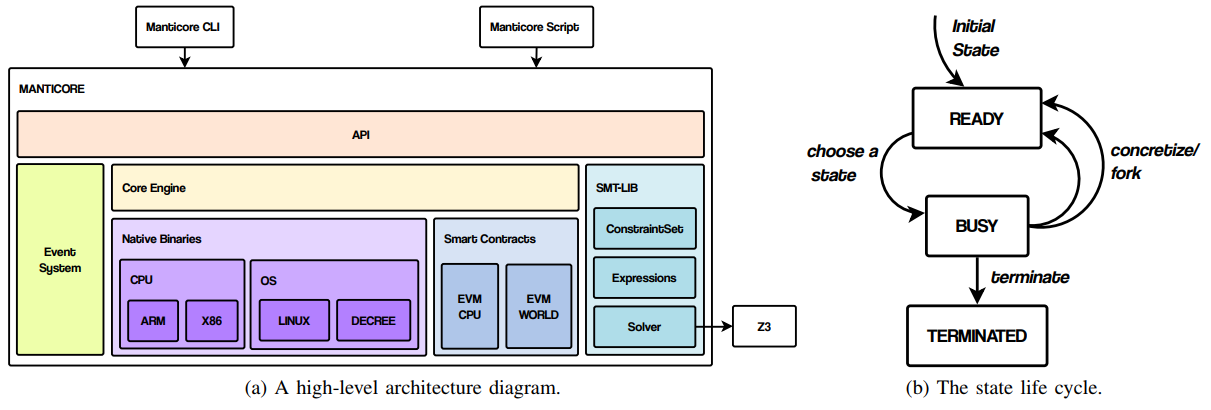 Manticore CLI
Manticore Script
MANTICORE
API
Event
System
Core Engine
Native Binaries
CPU
ARM
X86
OS
LINUX
DECREE
Smart Contracts
EVM
CPU
EVM
WORLD
SMT-LIB
ConstraintSet
Expressions
Solver
Z3
(a) A high-level architecture diagram.
Initial
State
READY
choose a
state
concretize/
fork
BUSY
terminate
TERMINATED
(b) The state life cycle.